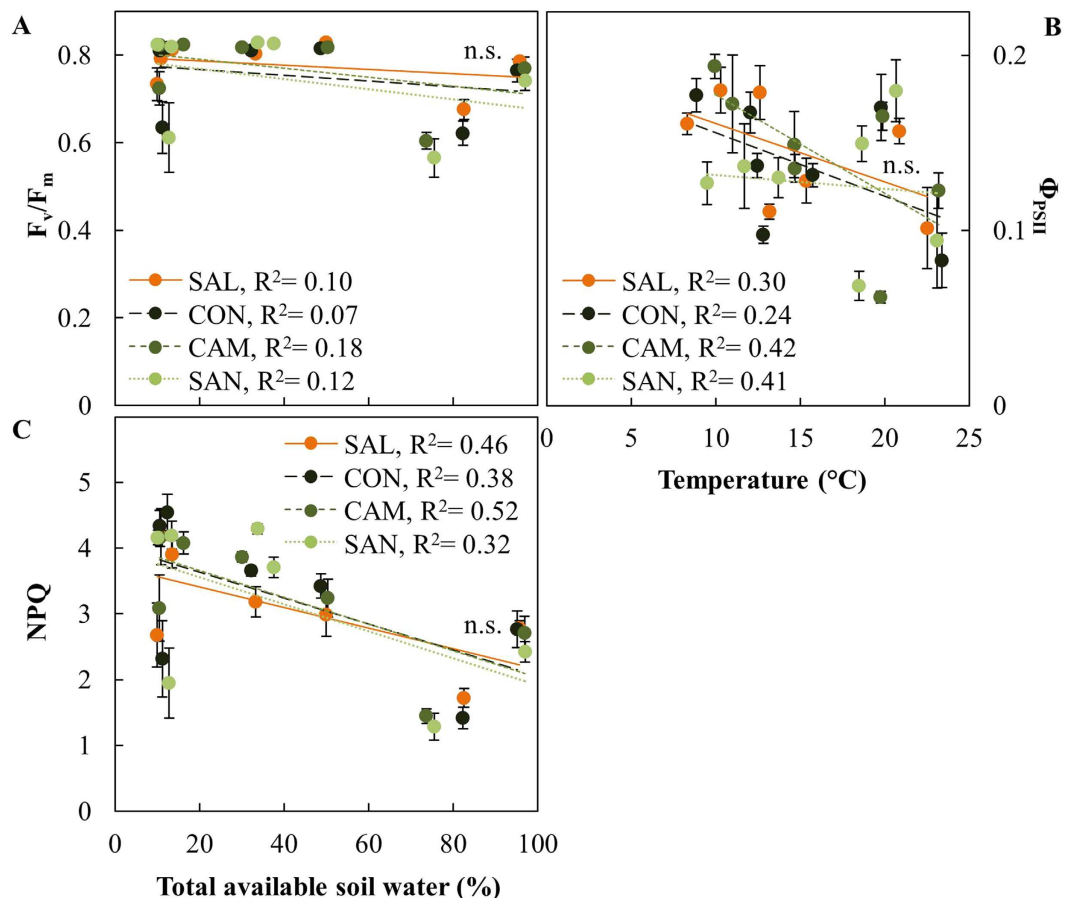 A
B
0.8
0.6
0.4
0.2
0
Fv/Fm
n.s.
SAL, R²= 0.10
CON, R²= 0.07
CAM, R²= 0.18
SAN, R²= 0.12
0.2
0.1
0
ΦPSII
n.s.
SAL, R²= 0.30
CON, R²= 0.24
CAM, R²= 0.42
SAN, R²= 0.41
0 5 10 15 20 25
Temperature (°C)
C
SAL, R²= 0.46
CON, R²= 0.38
CAM, R²= 0.52
SAN, R²= 0.32
5
4
3
2
1
0
NPQ
n.s.
0 20 40 60 80 100
Total available soil water (%)